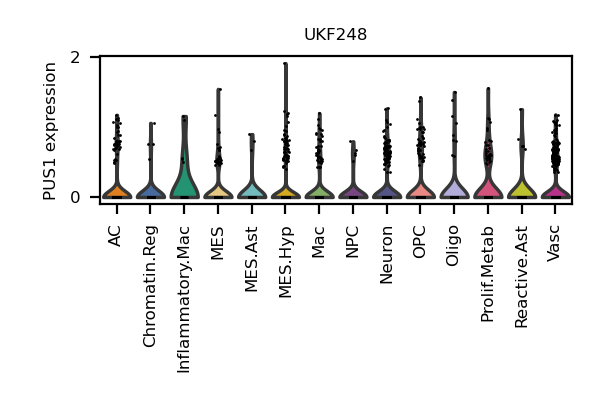 UKF248
PUS1 expression
2
0
AC
Chromatin.Reg
Inflammatory.Mac
MES
MES.Ast
MES.Hyp
Mac
NPC
Neuron
OPC
Oligo
Prolif.Metab
Reactive.Ast
Vasc